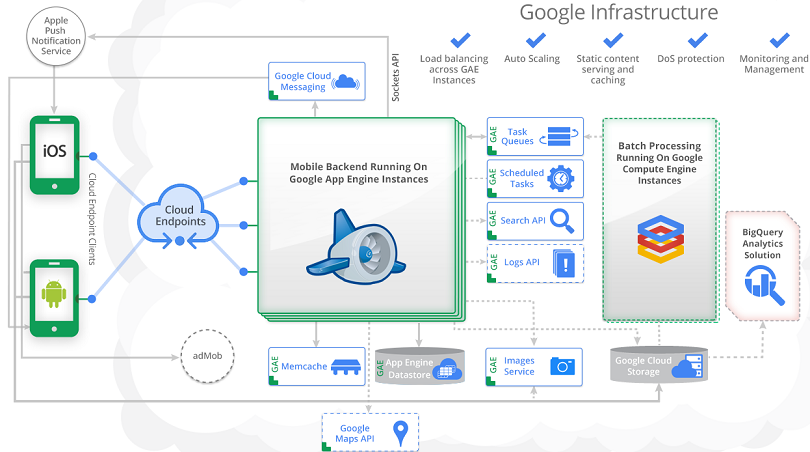 Google Infrastructure
Apple
Push
Notification
Service
Load balancing
across GAE
Instances
Auto Scaling
Static content
serving and
caching
DoS protection
Monitoring and
Management
Sockets API
Google Cloud
Messaging
iOS
Cloud Endpoint Clients
Cloud
Endpoints
Mobile Backend Running On
Google App Engine Instances
GAE
Task
Queues
GAE
Scheduled
Tasks
GAE
Search API
GAE
Logs API
Batch Processing
Running On Google
Compute Engine
Instances
BigQuery
Analytics
Solution
adMob
GAE
Memcache
GAE
App Engine
Datastore
GAE
Images
Service
Google Cloud
Storage
Google
Maps API